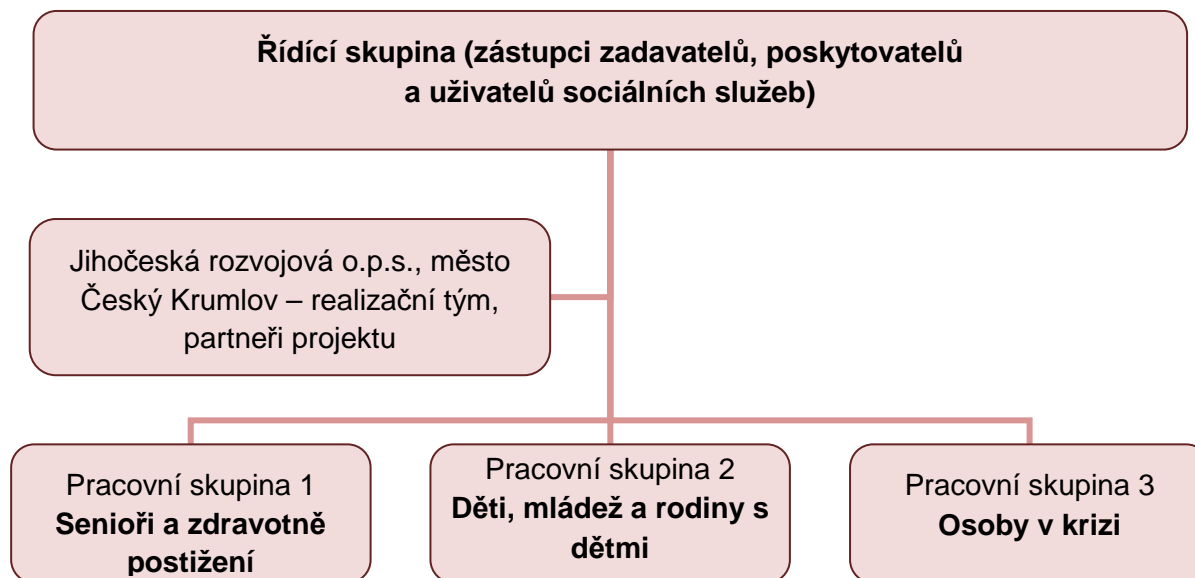 Řídící skupina (zástupci zadavatelů, poskytovatelů
a uživatelů sociálních služeb)
Jihočeská rozvojová o.p.s., město
Český Krumlov – realizační tým,
partneři projektu
Pracovní skupina 1
Senioři a zdravotně
postižení
Pracovní skupina 2
Děti, mládež a rodiny s
dětmi
Pracovní skupina 3
Osoby v krizi